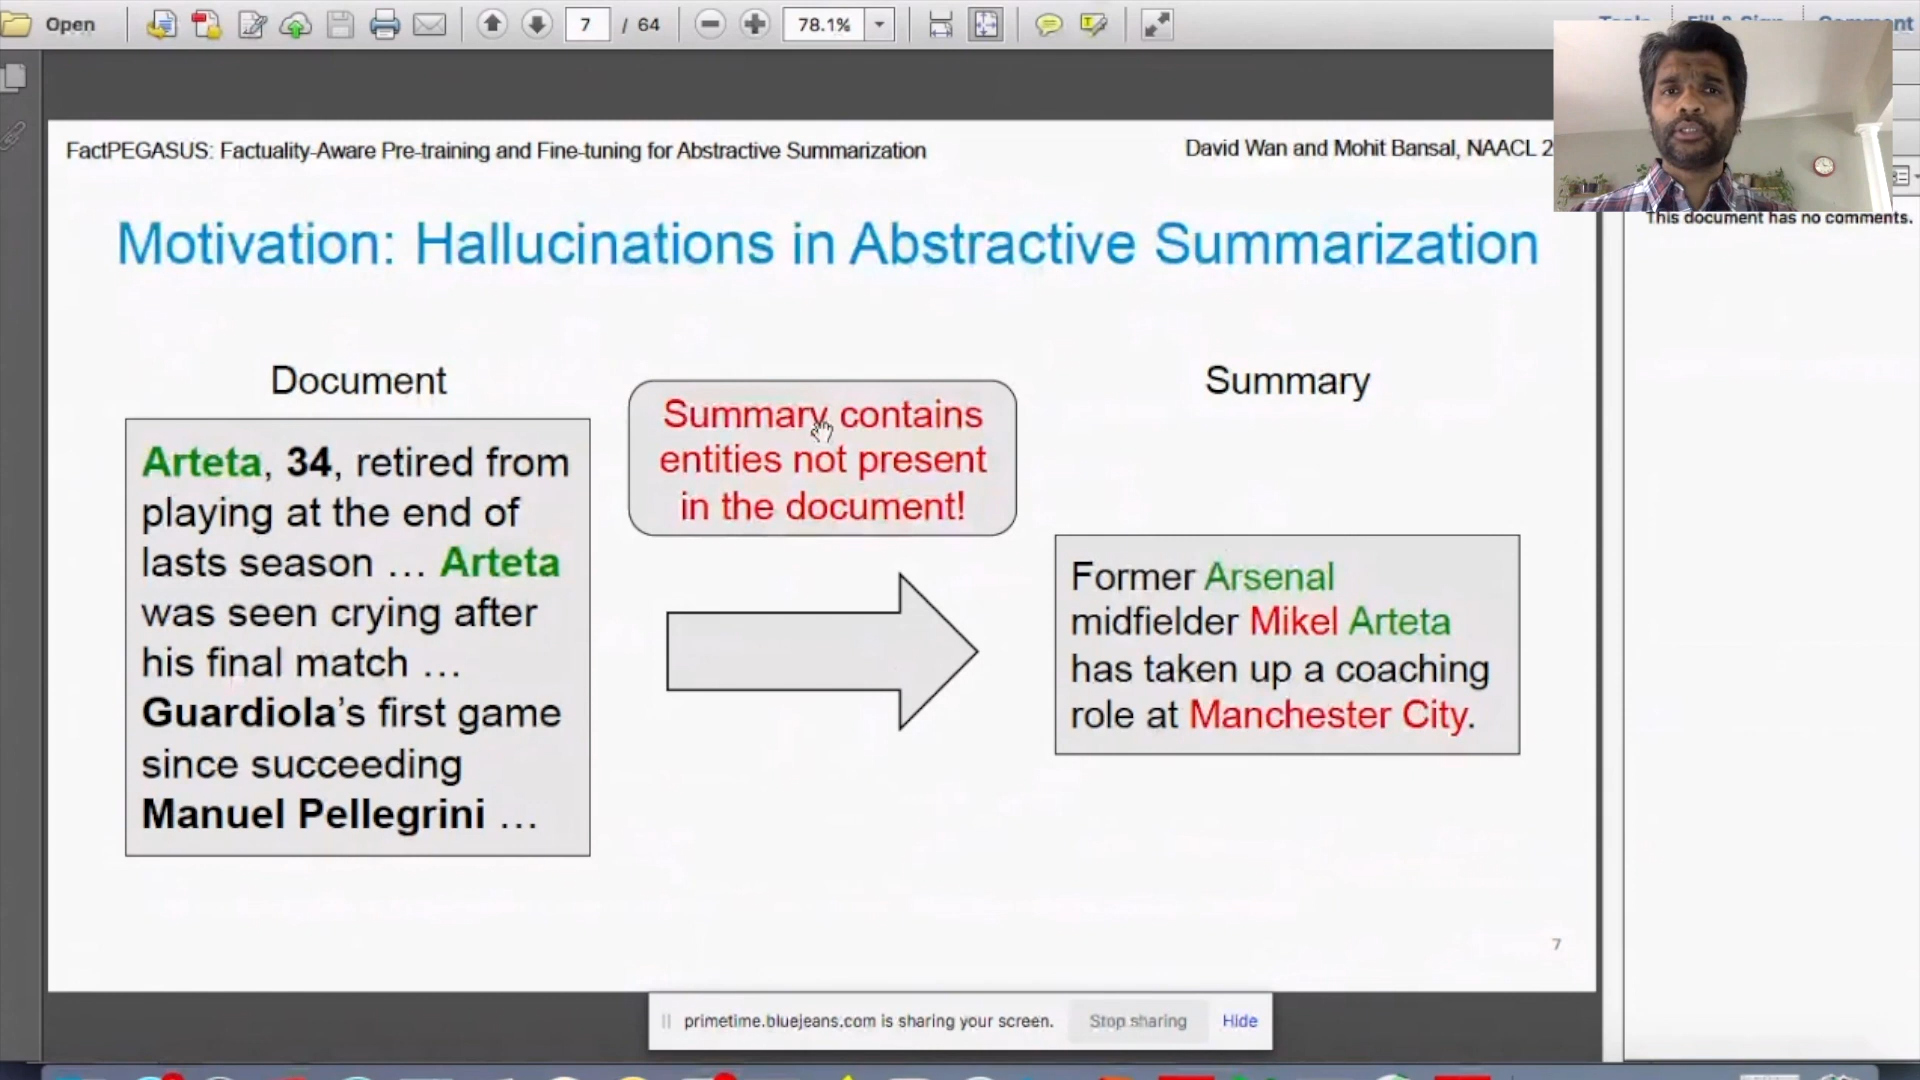 Open
7 / 64
78.1%
FactPEGASUS: Factuality-Aware Pre-training and Fine-tuning for Abstractive Summarization
David Wan and Mohit Bansal, NAACL 2
This document has no comments.
Motivation: Hallucinations in Abstractive Summarization
Document
Arteta, 34, retired from
playing at the end of
lasts season … Arteta
was seen crying after
his final match …
Guardiola's first game
since succeeding
Manuel Pellegrini …
Summary contains
entities not present
in the document!
Summary
Former Arsenal
midfielder Mikel Arteta
has taken up a coaching
role at Manchester City.
7
primetime.bluejeans.com is sharing your screen.
Stop sharing
Hide